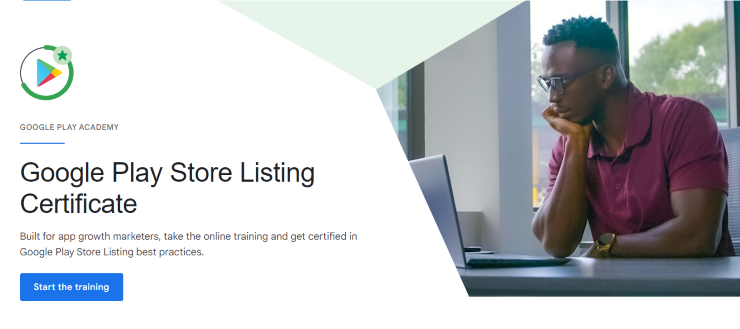 GOOGLE PLAY ACADEMY
Google Play Store Listing
Certificate
Built for app growth marketers, take the online training and get certified in
Google Play Store Listing best practices.
Start the training